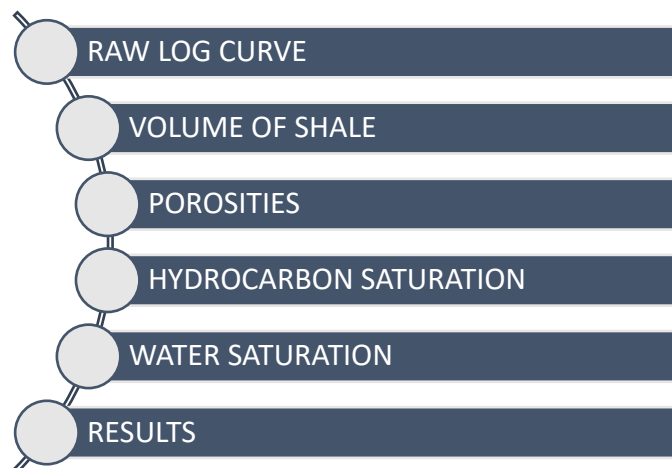 RAW LOG CURVE
VOLUME OF SHALE
POROSITIES
HYDROCARBON SATURATION
WATER SATURATION
RESULTS